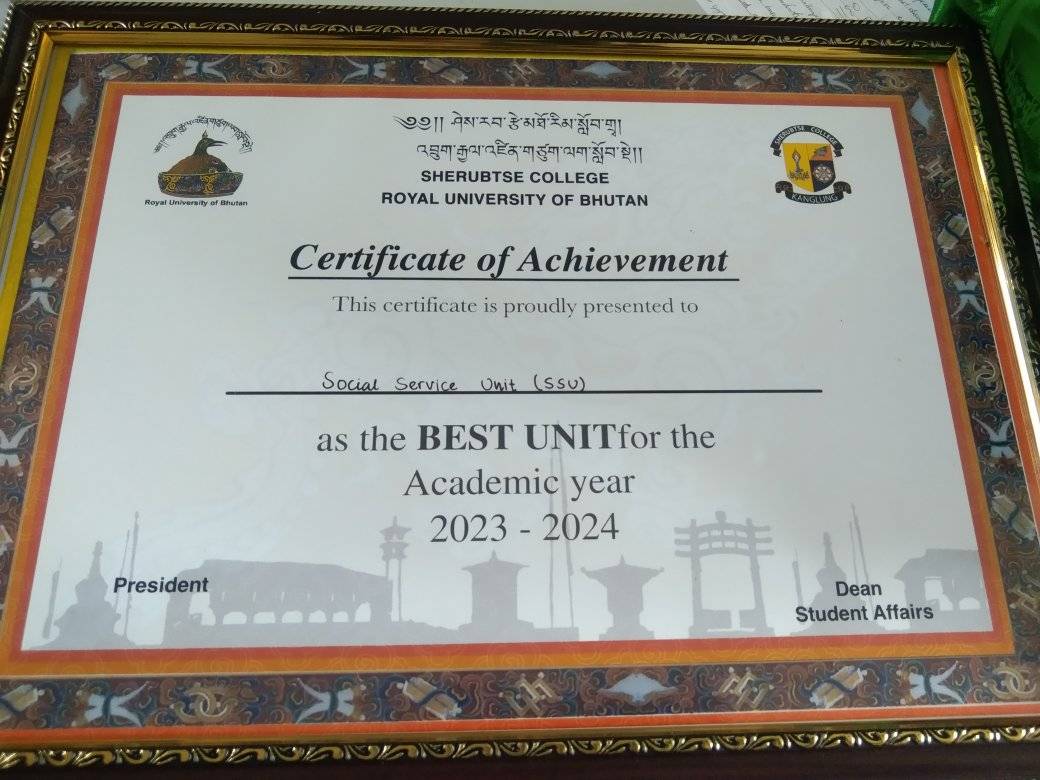 ༄༅།། ཤེས་རབ་རྩེ་མཐོ་རིམ་སློབ་གྲྭ།
འབྲུག་རྒྱལ་འཛིན་གཙུག་ལག་སློབ་སྡེ།།
SHERUBTSE COLLEGE
ROYAL UNIVERSITY OF BHUTAN
Royal University of Bhutan
SHERUBTSE COLLEGE
KANGLUNG
Certificate of Achievement
This certificate is proudly presented to
Social Service Unit (SSU)
as the BEST UNITfor the
Academic year
2023 - 2024
President
Dean
Student Affairs